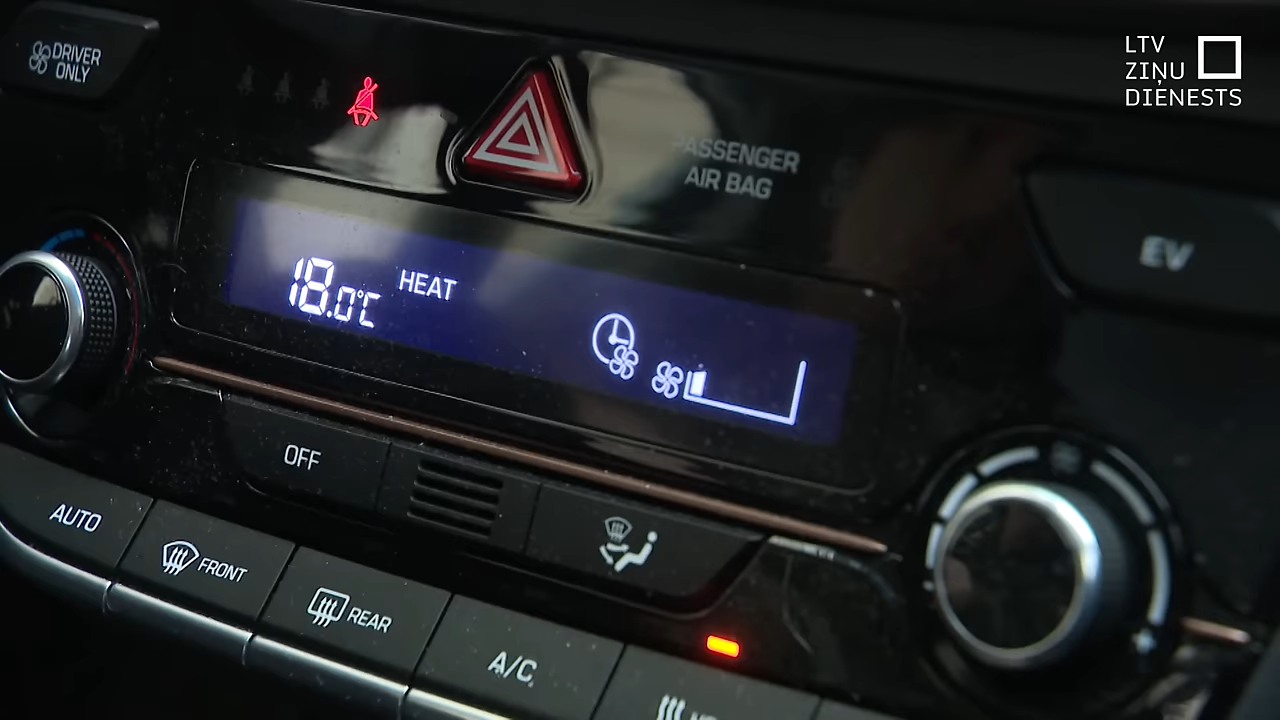 DRIVER
ONLY
LTV
ZIŅU
DIENESTS
PASSENGER
AIR BAG
EV
18.0°C
HEAT
OFF
AUTO
FRONT
REAR
A/C